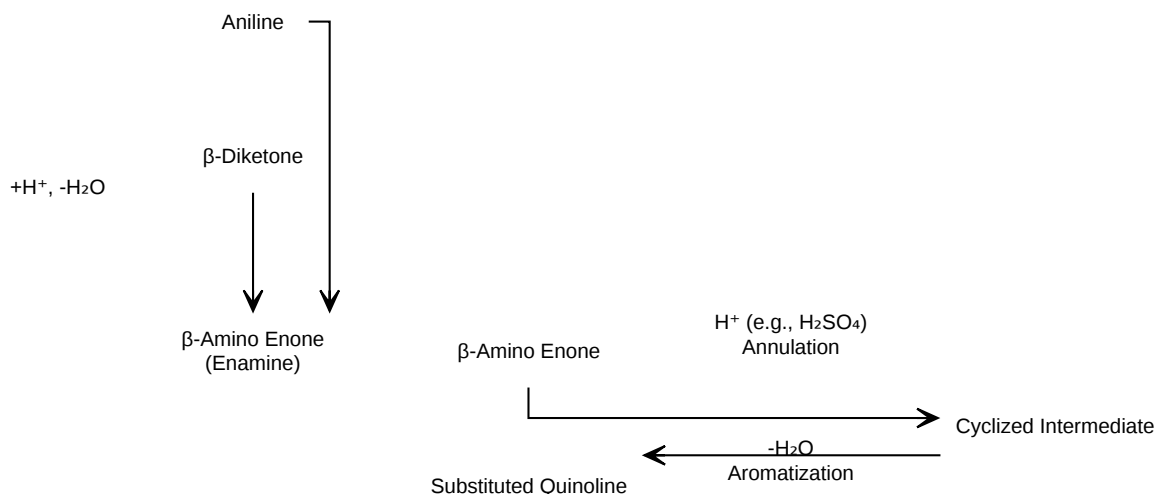 Aniline
β-Diketone
+H⁺, -H₂O
β-Amino Enone
(Enamine)
H⁺ (e.g., H₂SO₄)
Annulation
β-Amino Enone
Cyclized Intermediate
-H₂O
Aromatization
Substituted Quinoline